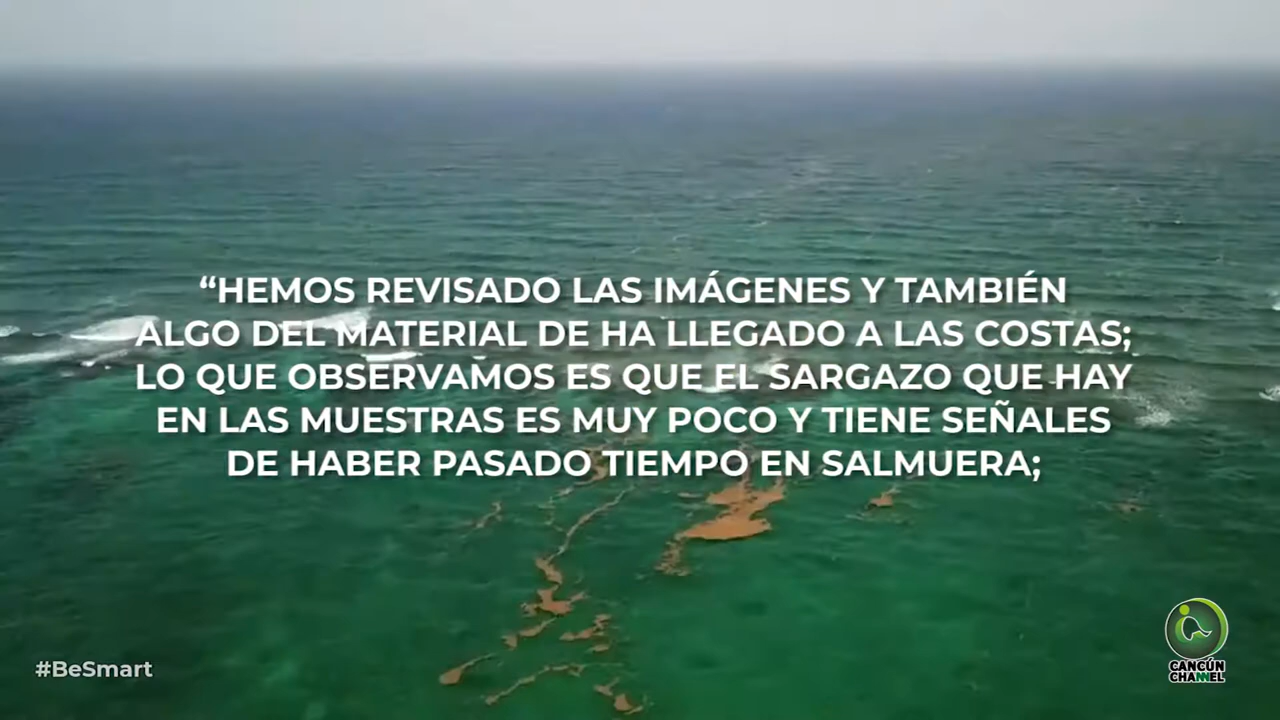 “HEMOS REVISADO LAS IMÁGENES Y TAMBIÉN
ALGO DEL MATERIAL DE HA LLEGADO A LAS COSTAS;
LO QUE OBSERVAMOS ES QUE EL SARGAZO QUE HAY
EN LAS MUESTRAS ES MUY POCO Y TIENE SEÑALES
DE HABER PASADO TIEMPO EN SALMUERA;
#BeSmart
CANCÚN
CHANNEL